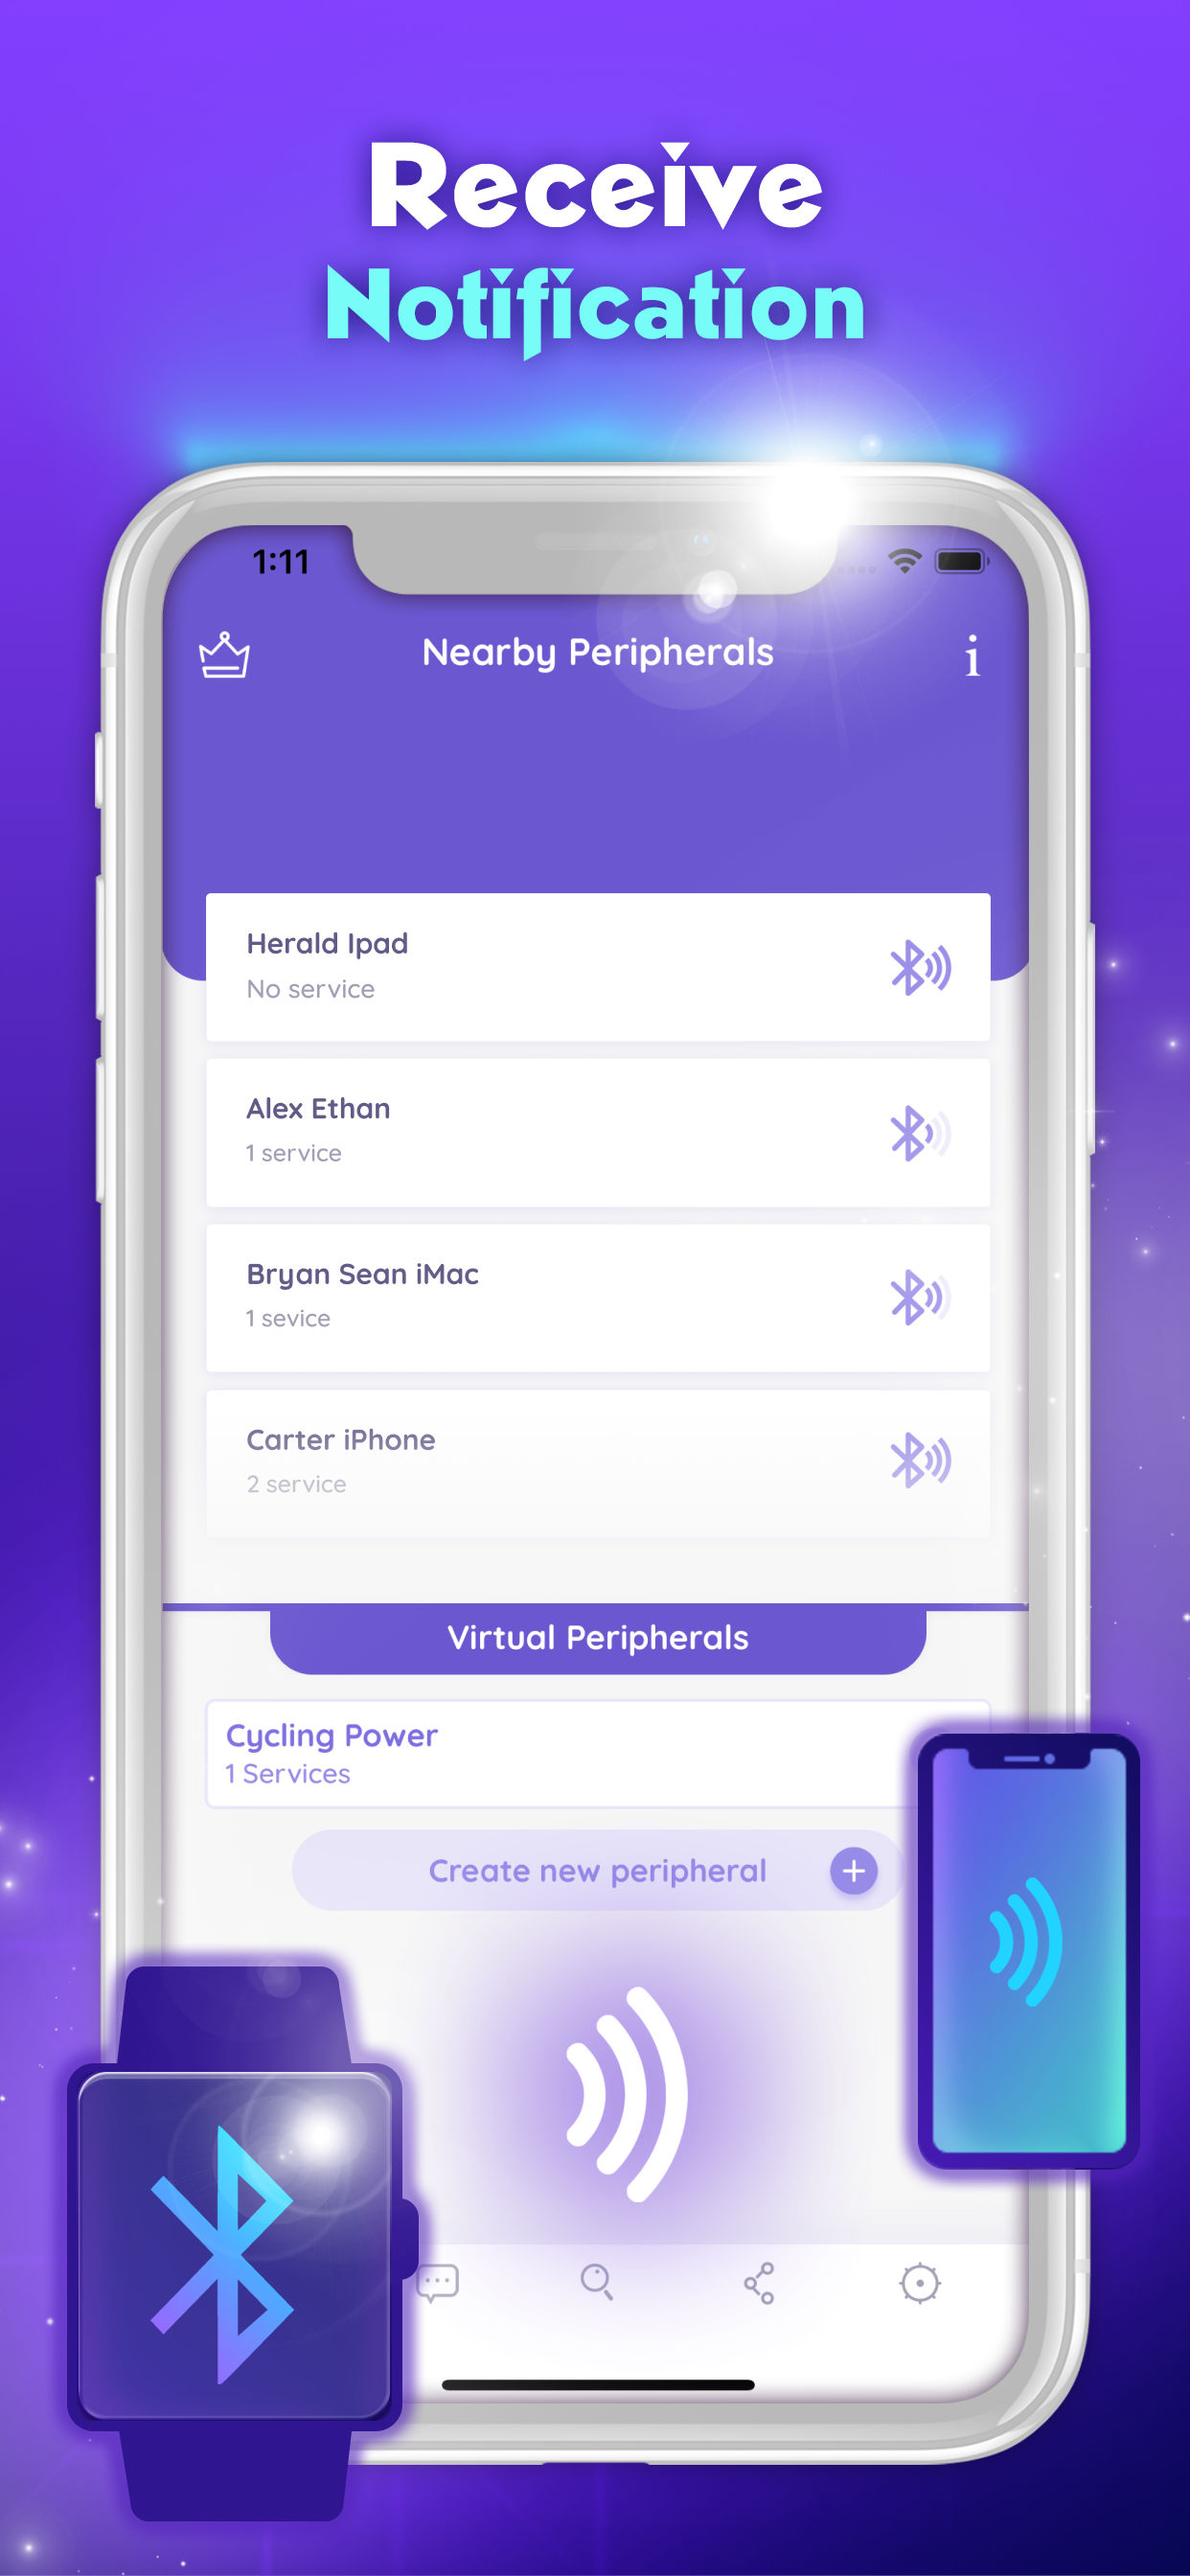 Receive
Notification
1:11
Nearby Peripherals
i
Herald Ipad
No service
Alex Ethan
1 service
Bryan Sean iMac
1 sevice
Carter iPhone
2 service
Virtual Peripherals
Cycling Power
1 Services
Create new peripheral